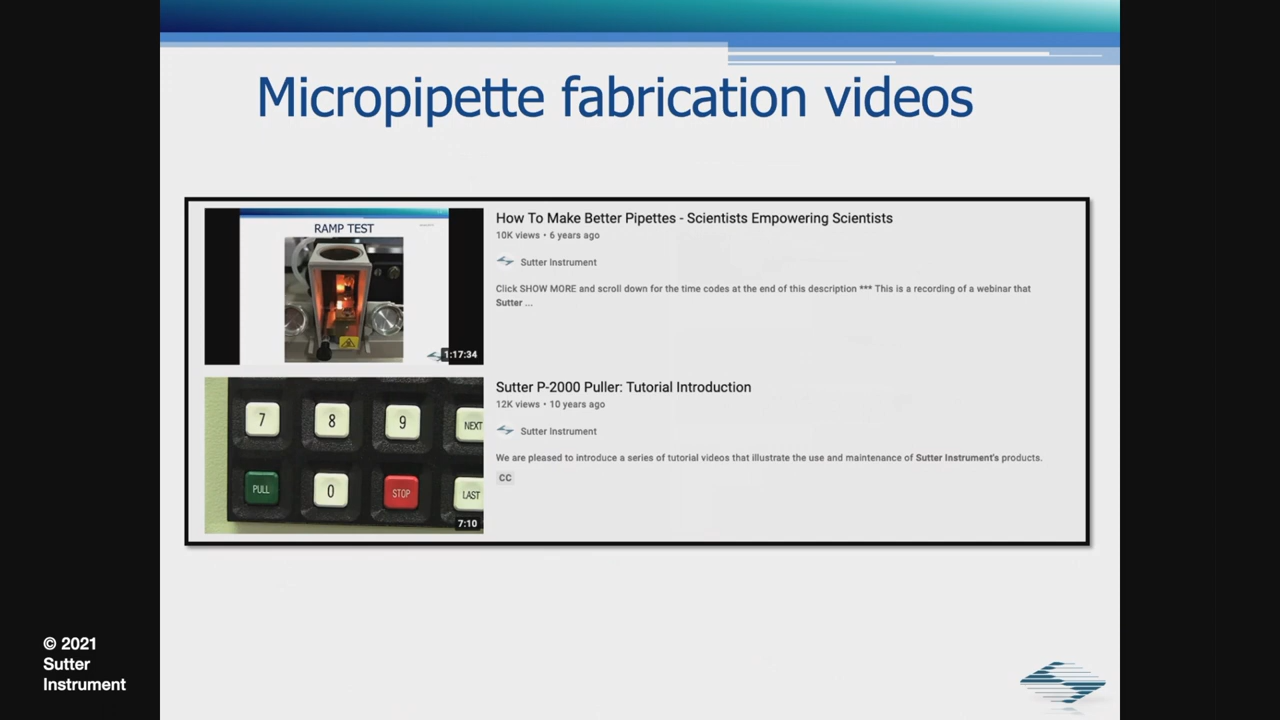 Micropipette fabrication videos
RAMP TEST
1:17:34
How To Make Better Pipettes - Scientists Empowering Scientists
10K views • 6 years ago
Sutter Instrument
Click SHOW MORE and scroll down for the time codes at the end of this description *** This is a recording of a webinar that
Sutter ...
7 8 9 NEXT
PULL 0 STOP LAST
7:10
Sutter P-2000 Puller: Tutorial Introduction
12K views • 10 years ago
Sutter Instrument
We are pleased to introduce a series of tutorial videos that illustrate the use and maintenance of Sutter Instrument's products.
CC
© 2021
Sutter
Instrument